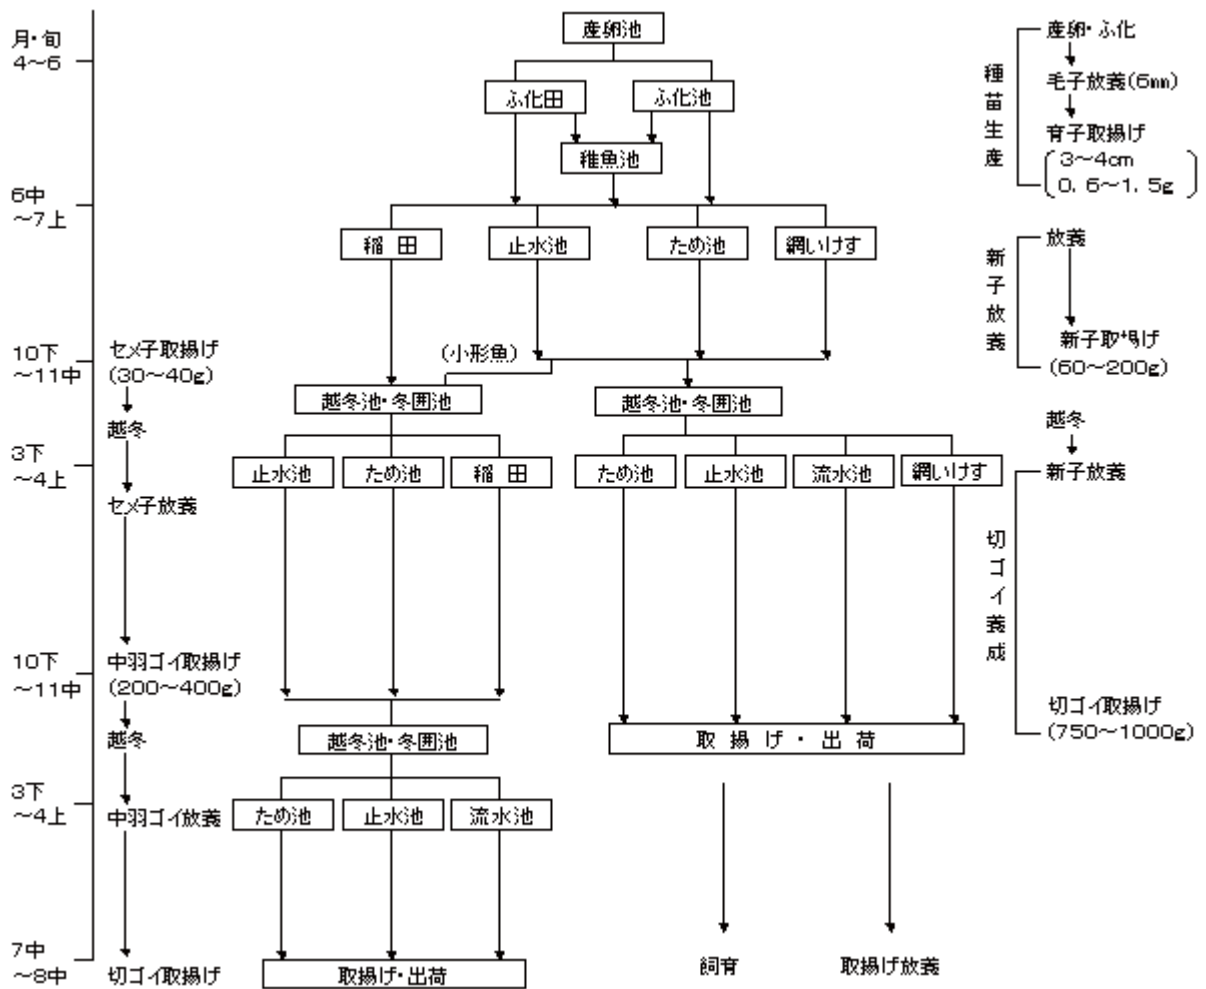 月・旬
4～6
6中
～7上
10下
～11中
3下
～4上
10下
～11中
3下
～4上
7中
～8中
セメ子取揚げ
(30～40g)
越冬
セメ子放養
中羽ゴイ取揚げ
(200～400g)
越冬
中羽ゴイ放養
切ゴイ取揚げ
産卵池
ふ化田
ふ化池
稚魚池
稲田
止水池
ため池
網いけす
(小形魚)
越冬池・冬囲池
越冬池・冬囲池
止水池
ため池
稲田
ため池
止水池
流水池
網いけす
越冬池・冬囲池
取揚げ・出荷
ため池
止水池
流水池
取揚げ・出荷
飼育
取揚げ放養
種苗生産
産卵・ふ化
毛子放養(6mm)
育子取揚げ
3～4cm
0.6～1.5g
新子放養
放養
新子取揚げ
(60～200g)
越冬
新子放養
切ゴイ養成
切ゴイ取揚げ
(750～1000g)